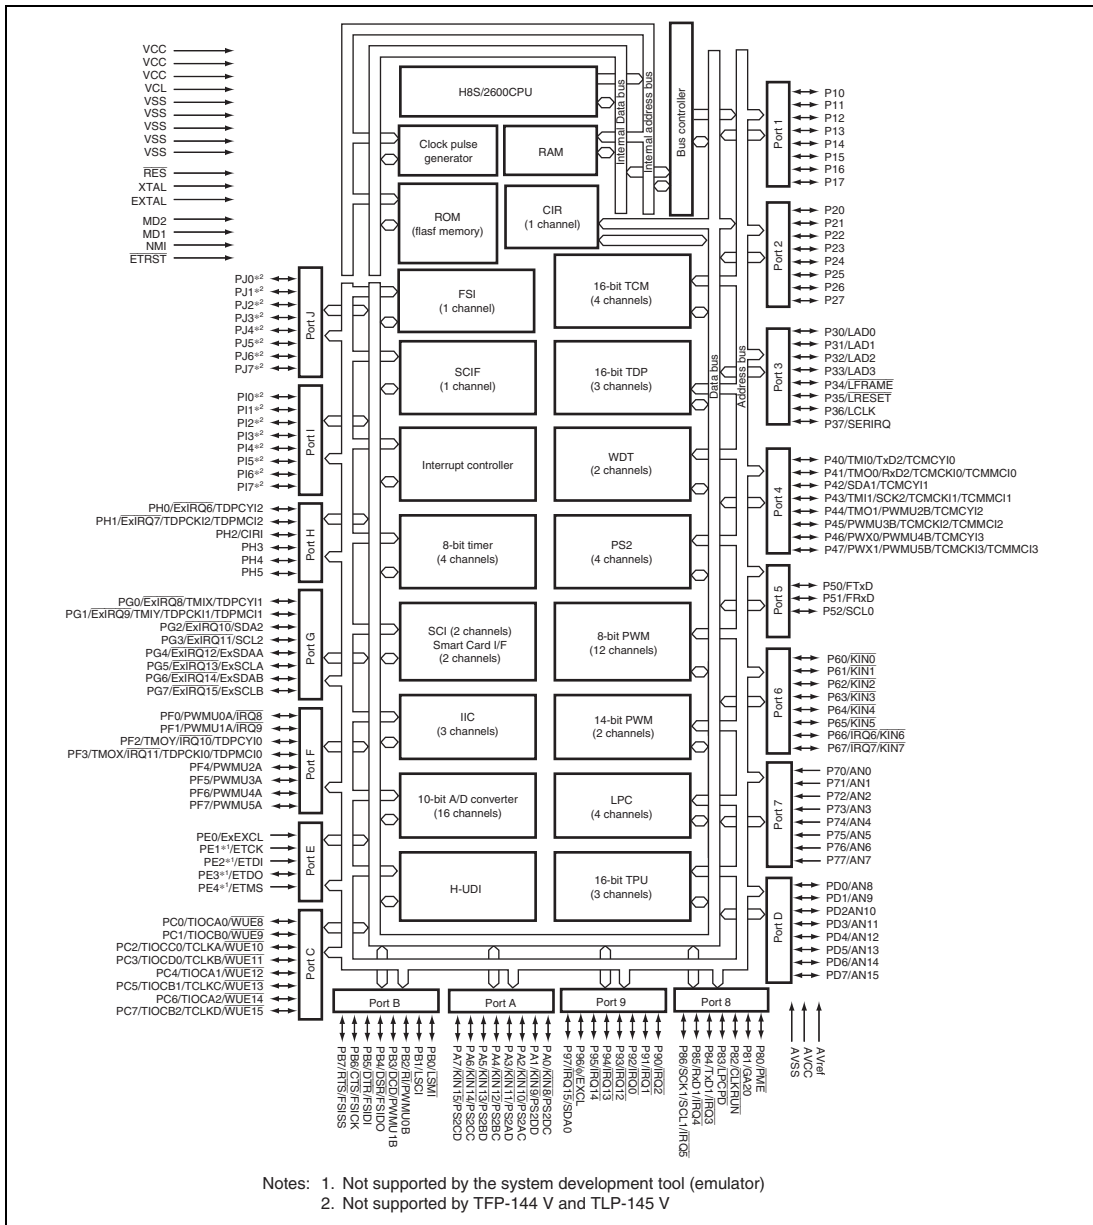 VCC
VCC
VCC
VCL
VSS
VSS
VSS
VSS
VSS
RES
XTAL
EXTAL
MD2
MD1
NMI
ETRST
PJ0*2
PJ1*2
PJ2*2
PJ3*2
PJ4*2
PJ5*2
PJ6*2
PJ7*2
Port J
PI0*2
PI1*2
PI2*2
PI3*2
PI4*2
PI5*2
PI6*2
PI7*2
Port I
PH0/ExIRQ6/TDPCYI2
PH1/ExIRQ7/TDPCKI2/TDPMCI2
PH2/CIRI
PH3
PH4
PH5
Port H
PG0/ExIRQ8/TMIX/TDPCYI1
PG1/ExIRQ9/TMIY/TDPCKI1/TDPMCI1
PG2/ExIRQ10/SDA2
PG3/ExIRQ11/SCL2
PG4/ExIRQ12/ExSDAA
PG5/ExIRQ13/ExSCLA
PG6/ExIRQ14/ExSDAB
PG7/ExIRQ15/ExSCLB
Port G
PF0/PWMU0A/IRQ8
PF1/PWMU1A/IRQ9
PF2/TMOY/IRQ10/TDPCYI0
PF3/TMOX/IRQ11/TDPCKI0/TDPMCI0
PF4/PWMU2A
PF5/PWMU3A
PF6/PWMU4A
PF7/PWMU5A
Port F
PE0/ExEXCL
PE1*1/ETCK
PE2*1/ETDI
PE3*1/ETDO
PE4*1/ETMS
Port E
PC0/TIOCA0/WUE8
PC1/TIOCB0/WUE9
PC2/TIOCC0/TCLKA/WUE10
PC3/TIOCD0/TCLKB/WUE11
PC4/TIOCA1/WUE12
PC5/TIOCB1/TCLKC/WUE13
PC6/TIOCA2/WUE14
PC7/TIOCB2/TCLKD/WUE15
Port C
H8S/2600CPU
Clock pulse
generator
RAM
ROM
(flasf memory)
CIR
(1 channel)
Internal Data bus
Internal address bus
Bus controller
FSI
(1 channel)
16-bit TCM
(4 channels)
SCIF
(1 channel)
16-bit TDP
(3 channels)
Data bus
Address bus
Interrupt controller
WDT
(2 channels)
8-bit timer
(4 channels)
PS2
(4 channels)
SCI (2 channels)
Smart Card I/F
(2 channels)
8-bit PWM
(12 channels)
IIC
(3 channels)
14-bit PWM
(2 channels)
10-bit A/D converter
(16 channels)
LPC
(4 channels)
H-UDI
16-bit TPU
(3 channels)
Port 1
P10
P11
P12
P13
P14
P15
P16
P17
Port 2
P20
P21
P22
P23
P24
P25
P26
P27
Port 3
P30/LAD0
P31/LAD1
P32/LAD2
P33/LAD3
P34/LFRAME
P35/LRESET
P36/LCLK
P37/SERIRQ
Port 4
P40/TMI0/TxD2/TCMCYI0
P41/TMO0/RxD2/TCMCKI0/TCMMCI0
P42/SDA1/TCMCYI1
P43/TMI1/SCK2/TCMCKI1/TCMMCI1
P44/TMO1/PWMU2B/TCMCYI2
P45/PWMU3B/TCMCKI2/TCMMCI2
P46/PWX0/PWMU4B/TCMCYI3
P47/PWX1/PWMU5B/TCMCKI3/TCMMCI3
Port 5
P50/FTxD
P51/FRxD
P52/SCL0
Port 6
P60/KIN0
P61/KIN1
P62/KIN2
P63/KIN3
P64/KIN4
P65/KIN5
P66/IRQ6/KIN6
P67/IRQ7/KIN7
Port 7
P70/AN0
P71/AN1
P72/AN2
P73/AN3
P74/AN4
P75/AN5
P76/AN6
P77/AN7
Port D
PD0/AN8
PD1/AN9
PD2AN10
PD3/AN11
PD4/AN12
PD5/AN13
PD6/AN14
PD7/AN15
Port B
Port A
Port 9
Port 8
PB7/RTS/FSISS
PB6/CTS/FSICK
PB5/DTR/FSIDI
PB4/DSR/FSIDO
PB3/DCD/PWMU1B
PB2/RI/PWMU0B
PB1/LSCI
PB0/LSMI
PA7/KIN15/PS2CD
PA6/KIN14/PS2CC
PA5/KIN13/PS2BD
PA4/KIN12/PS2BC
PA3/KIN11/PS2AD
PA2/KIN10/PS2AC
PA1/KIN9/PS2DD
PA0/KIN8/PS2DC
P97/IRQ15/SDA0
P96/φ/EXCL
P95/IRQ14
P94/IRQ13
P93/IRQ12
P92/IRQ0
P91/IRQ1
P90/IRQ2
P86/SCK1/SCL1/IRQ5
P85/RxD1/IRQ4
P84/TxD1/IRQ3
P83/LPCPD
P82/CLKRUN
P81/GA20
P80/PME
AVSS
AVCC
AVref
Notes: 1. Not supported by the system development tool (emulator)
2. Not supported by TFP-144 V and TLP-145 V